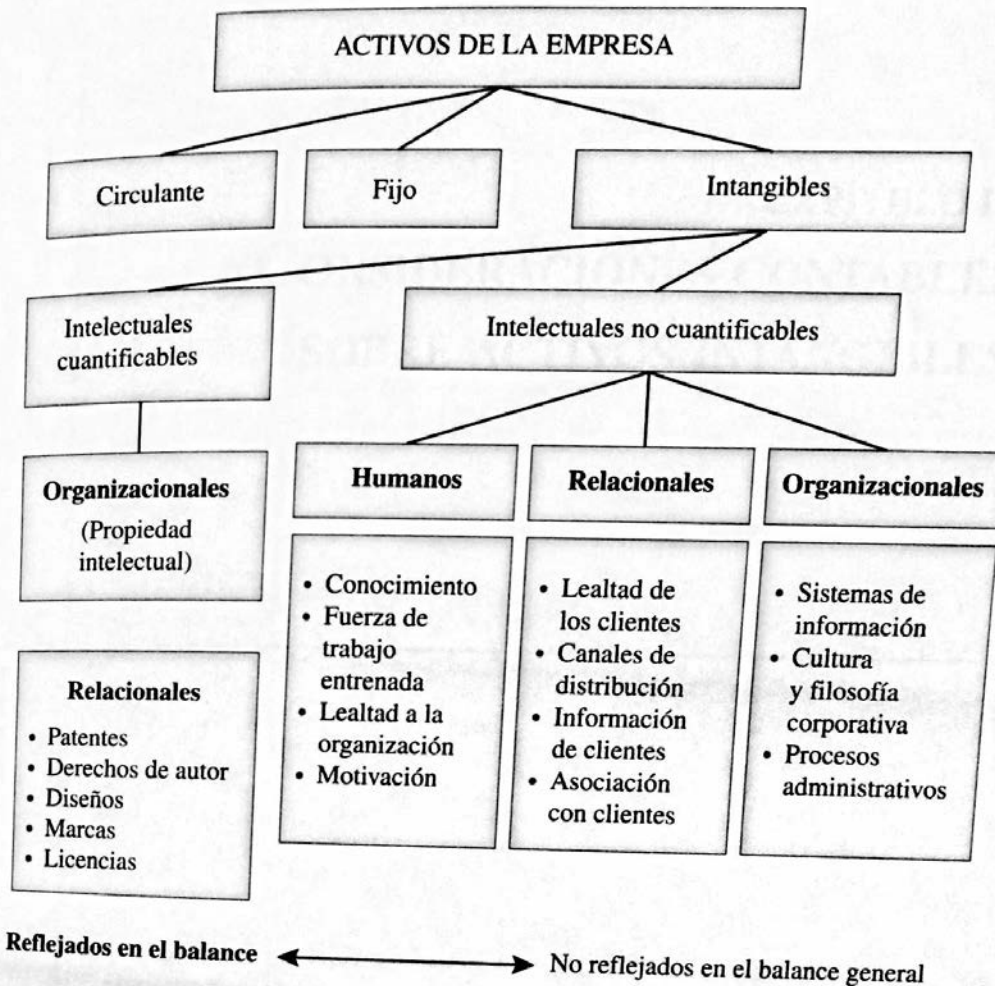 ACTIVOS DE LA EMPRESA
Circulante
Fijo
Intangibles
Intelectuales
cuantificables
Intelectuales no cuantificables
Organizacionales
(Propiedad
intelectual)
Relacionales
• Patentes
• Derechos de autor
• Diseños
• Marcas
• Licencias
Humanos
• Conocimiento
• Fuerza de
trabajo
entrenada
• Lealtad a la
organización
• Motivación
Relacionales
• Lealtad de
los clientes
• Canales de
distribución
• Información
de clientes
• Asociación
con clientes
Organizacionales
• Sistemas de
información
• Cultura
y filosofía
corporativa
• Procesos
administrativos
Reflejados en el balance
No reflejados en el balance general